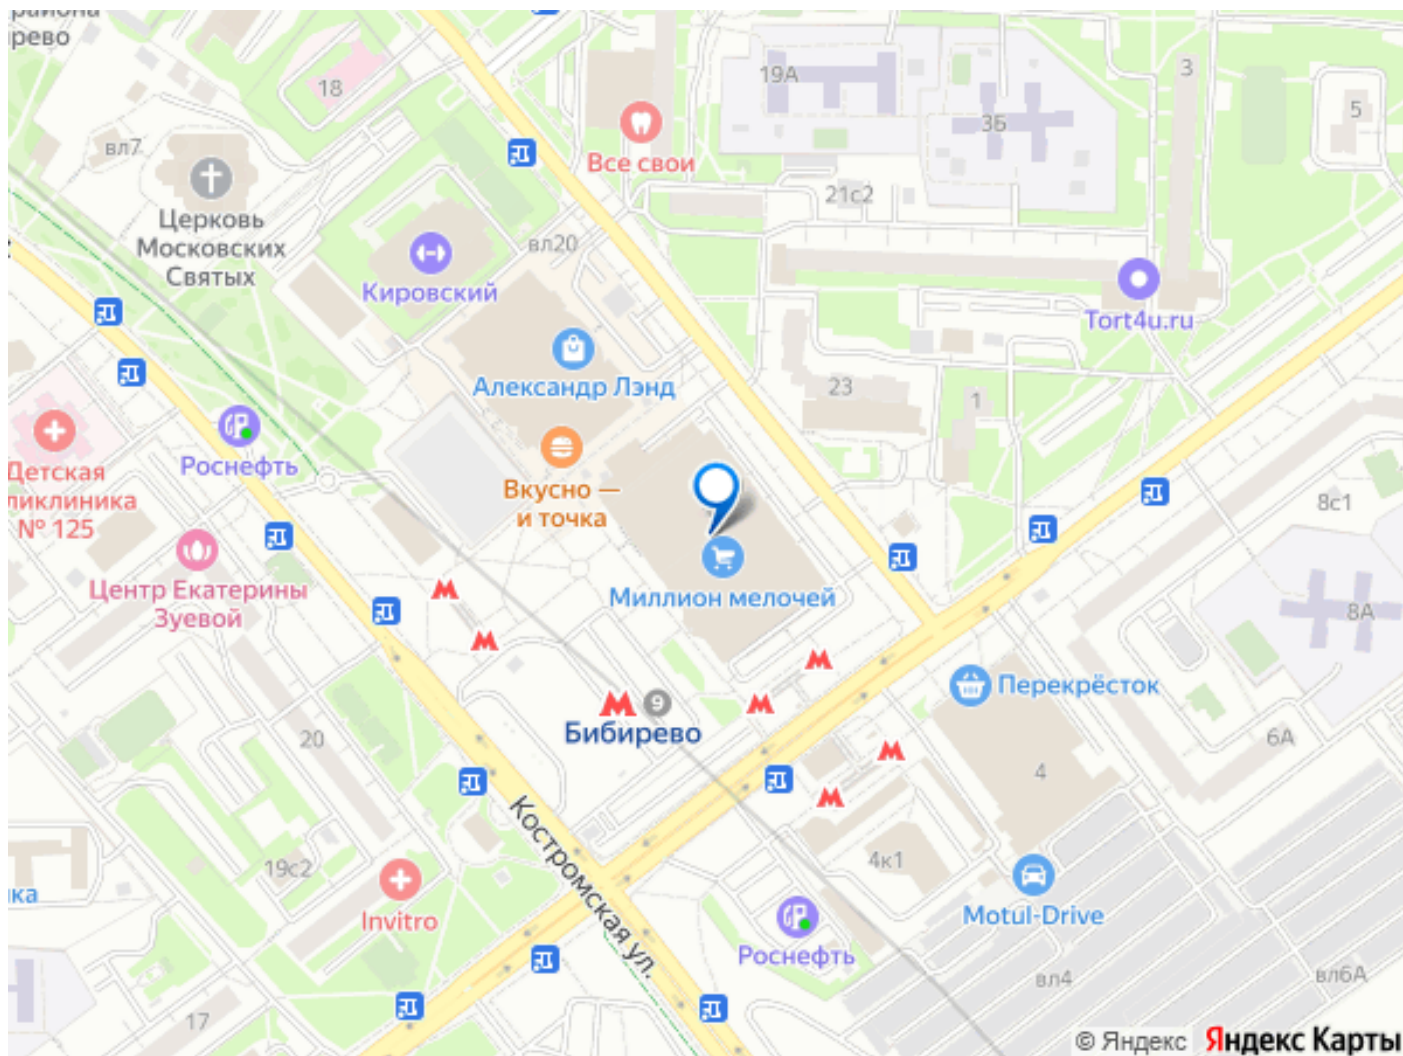 района
18
19А
3
5
3Б
вл7
Все свои
21с2
Церковь
Московских
Святых
вл20
Кировский
Tort4u.ru
Александр Лэнд
23
1
Роснефть
Детская
№ 125
Вкусно —
и точка
8с1
Центр Екатерины
Зуевой
Миллион мелочей
8А
Перекрёсток
9
Бибирево
20
6А
4
Костромская ул.
19с2
4к1
Invitro
Motul-Drive
Роснефть
вл4
вл6А
17
© Яндекс
Яндекс Карты